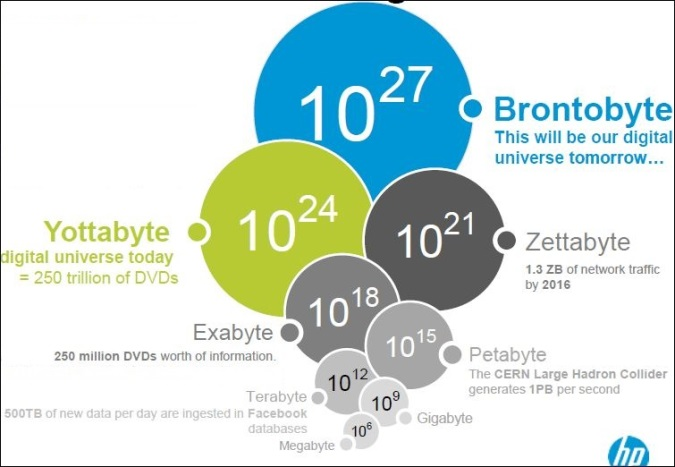 10^27
Brontobyte
This will be our digital
universe tomorrow…
10^24
Yottabyte
digital universe today
= 250 trillion of DVDs
10^21
Zettabyte
1.3 ZB of network traffic
by 2016
10^18
Exabyte
250 million DVDs worth of information.
10^15
Petabyte
The CERN Large Hadron Collider
generates 1PB per second
10^12
Terabyte
500TB of new data per day are ingested in Facebook
databases
10^9
Gigabyte
10^6
Megabyte
hp